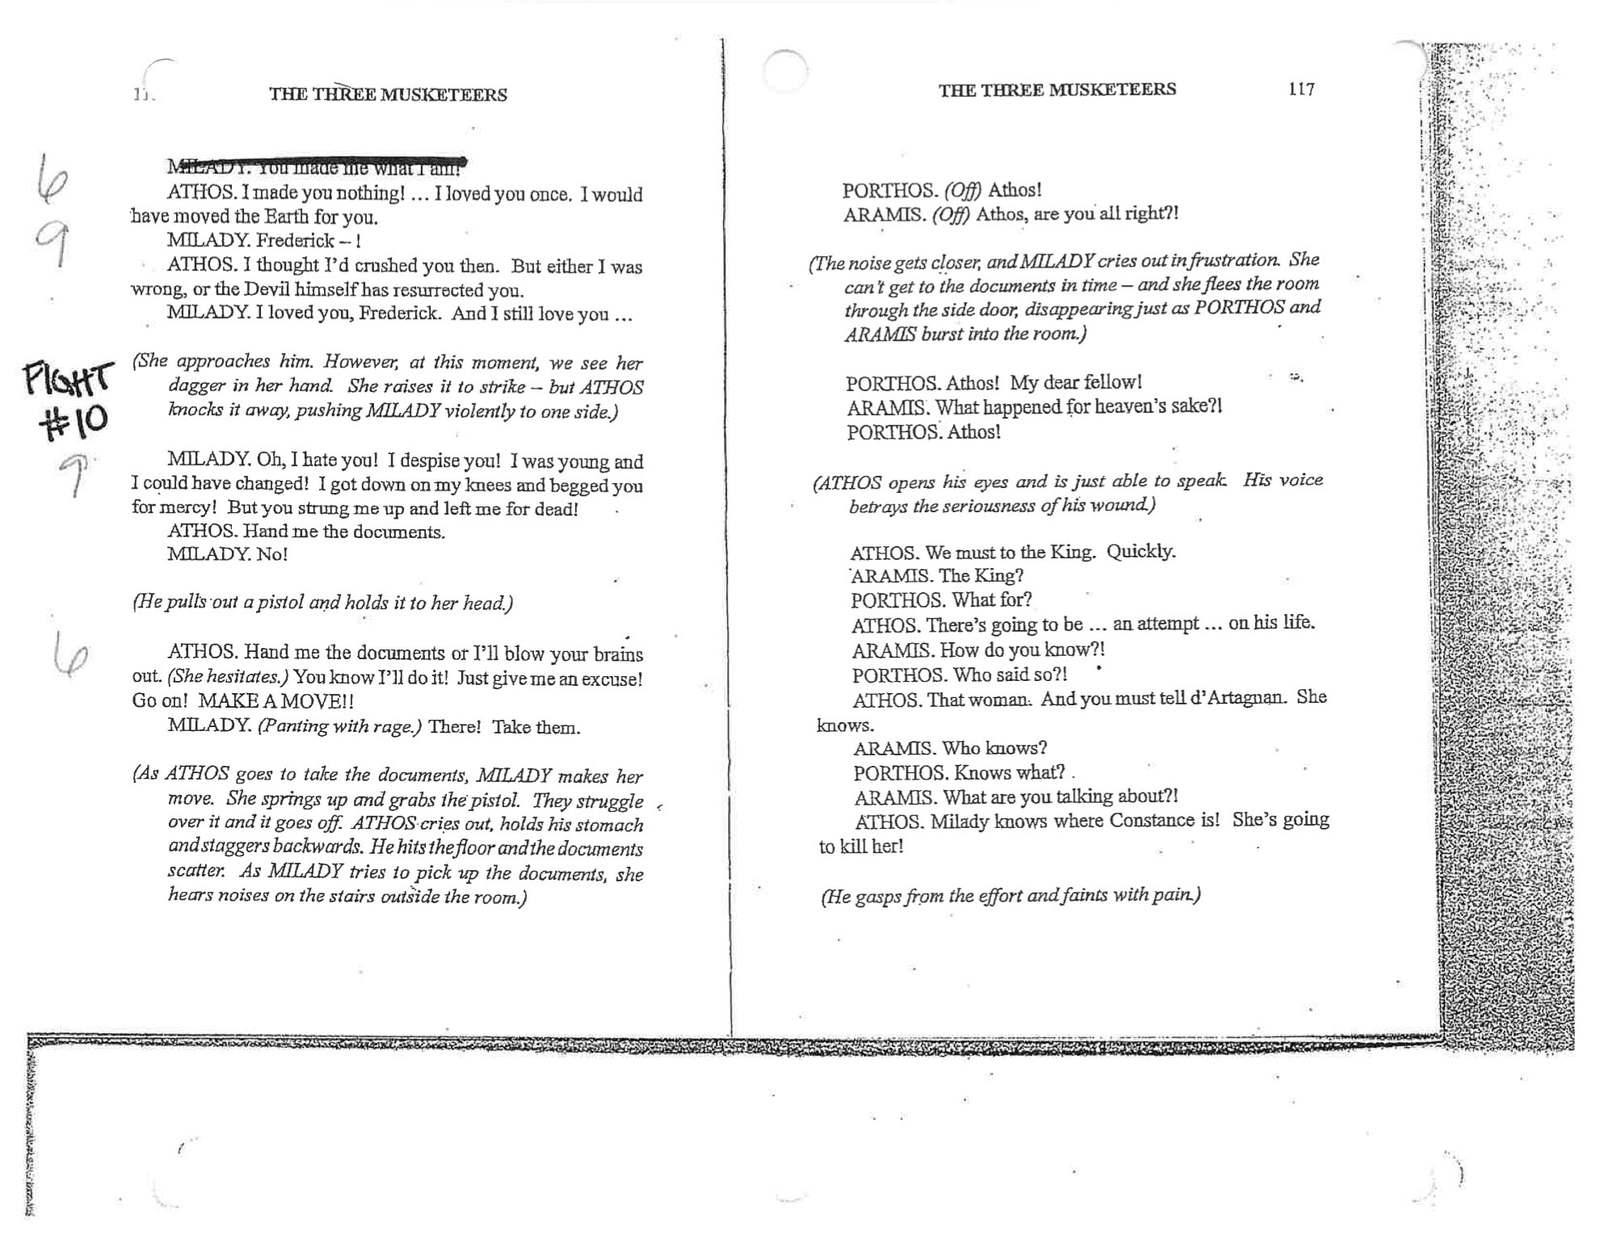 THE THREE MUSKETEERS
MILADY. You made me what I am!
ATHOS. I made you nothing! ... I loved you once. I would
have moved the Earth for you.
MILADY. Frederick – !
ATHOS. I thought I'd crushed you then. But either I was
wrong, or the Devil himself has resurrected you.
MILADY. I loved you, Frederick. And I still love you ...
(She approaches him. However, at this moment, we see her
dagger in her hand. She raises it to strike – but ATHOS
knocks it away, pushing MILADY violently to one side.)
MILADY. Oh, I hate you! I despise you! I was young and
I could have changed! I got down on my knees and begged you
for mercy! But you strung me up and left me for dead!
ATHOS. Hand me the documents.
MILADY. No!
(He pulls out a pistol and holds it to her head.)
ATHOS. Hand me the documents or I'll blow your brains
out. (She hesitates.) You know I'll do it! Just give me an excuse!
Go on! MAKE A MOVE!!
MILADY. (Panting with rage.) There! Take them.
(As ATHOS goes to take the documents, MILADY makes her
move. She springs up and grabs the pistol. They struggle
over it and it goes off. ATHOS cries out, holds his stomach
and staggers backwards. He hits the floor and the documents
scatter. As MILADY tries to pick up the documents, she
hears noises on the stairs outside the room.)
6
9
FIGHT
#10
9
6
THE THREE MUSKETEERS 117
PORTHOS. (Off) Athos!
ARAMIS. (Off) Athos, are you all right?!
(The noise gets closer, and MILADY cries out in frustration. She
can't get to the documents in time – and she flees the room
through the side door, disappearing just as PORTHOS and
ARAMIS burst into the room.)
PORTHOS. Athos! My dear fellow!
ARAMIS. What happened for heaven's sake?!
PORTHOS. Athos!
(ATHOS opens his eyes and is just able to speak. His voice
betrays the seriousness of his wound.)
ATHOS. We must to the King. Quickly.
ARAMIS. The King?
PORTHOS. What for?
ATHOS. There's going to be ... an attempt ... on his life.
ARAMIS. How do you know?!
PORTHOS. Who said so?!
ATHOS. That woman. And you must tell d'Artagnan. She
knows.
ARAMIS. Who knows?
PORTHOS. Knows what?
ARAMIS. What are you talking about?!
ATHOS. Milady knows where Constance is! She's going
to kill her!
(He gasps from the effort and faints with pain.)